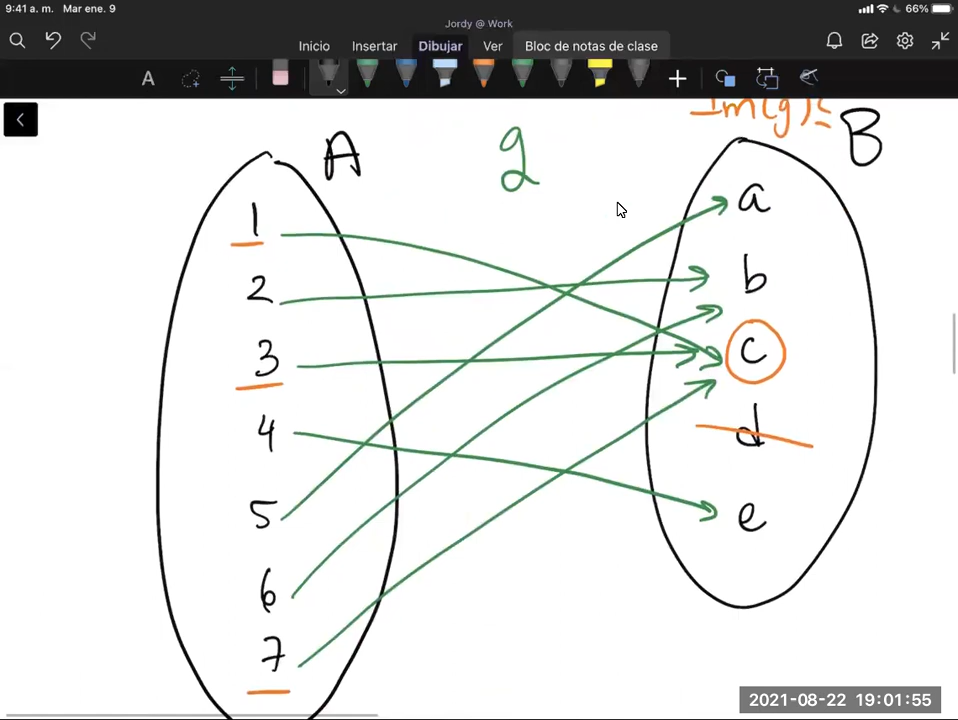 9:41 a. m. Mar ene. 9
66%
Jordy @ Work
Inicio Insertar Dibujar Ver Bloc de notas de clase
A
Im(g) ⊆
A g B
1 a
2 b
3 c
4 d
5 e
6
7
2021-08-22 19:01:55